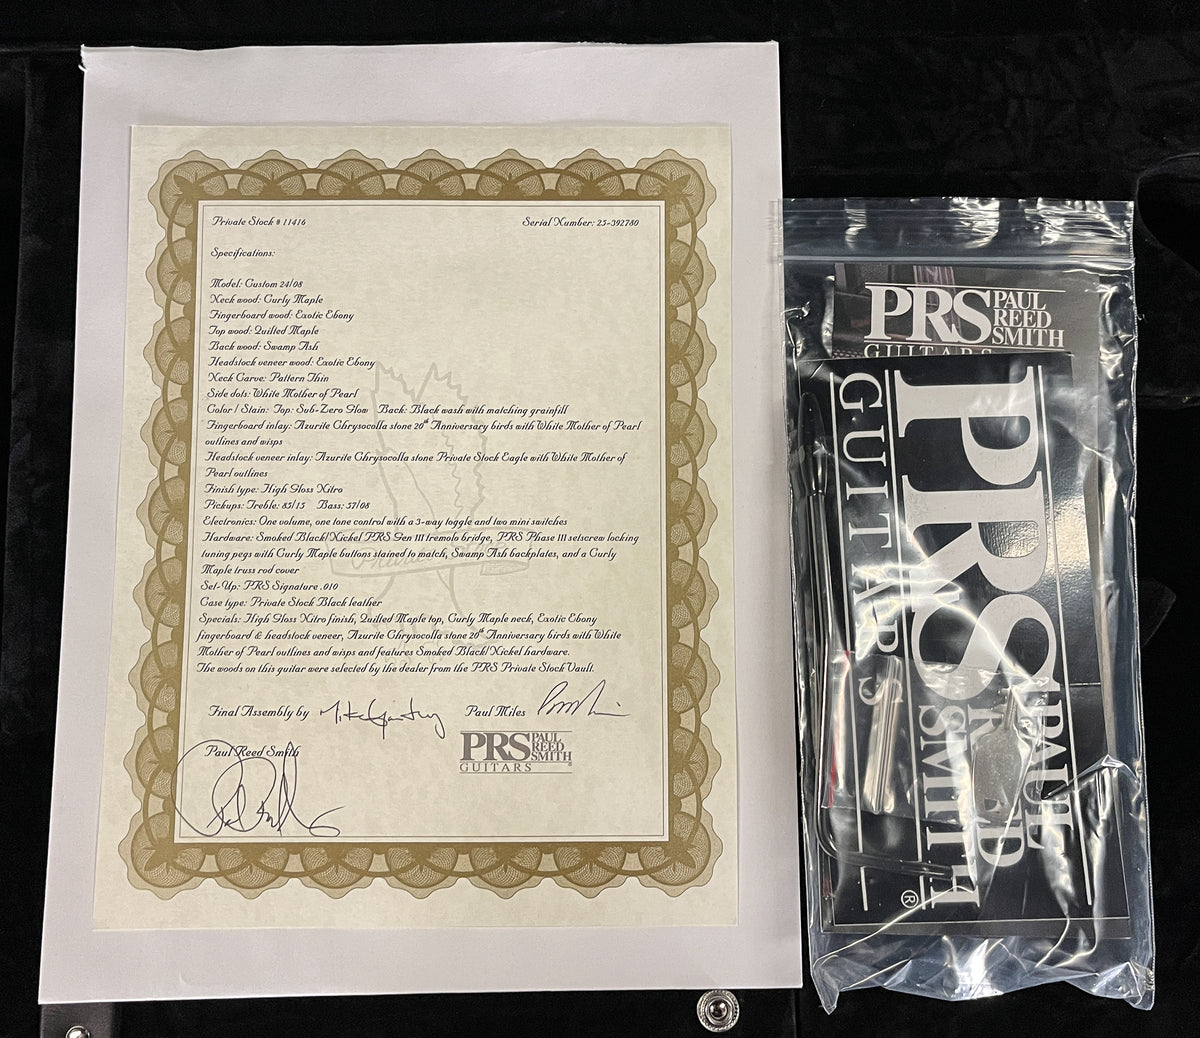 Private Stock # 11416 Serial Number: 25-392780
Specifications:
Model: Custom 24/08
Neck wood: Curly Maple
Fingerboard wood: Exotic Ebony
Top wood: Quilted Maple
Back wood: Swamp Ash
Headstock veneer wood: Exotic Ebony
Neck Carve: Pattern Thin
Side dots: White Mother of Pearl
Color / Stain: Top: Sub-Zero Glow Back: Black wash with matching grainfill
Fingerboard inlay: Azurite Chrysocolla stone 20th Anniversary birds with White Mother of Pearl
outlines and wisps
Headstock veneer inlay: Azurite Chrysocolla stone Private Stock Eagle with White Mother of
Pearl outlines
Finish type: High Gloss Nitro
Pickups: Treble: 85/15 Bass: 57/08
Electronics: One volume, one tone control with a 3-way toggle and two mini switches
Hardware: Smoked Black/Nickel PRS Gen III tremolo bridge, PRS Phase III setscrew locking
tuning pegs with Curly Maple buttons stained to match, Swamp Ash backplates, and a Curly
Maple truss rod cover
Set-Up: PRS Signature .010
Case type: Private Stock Black leather
Specials: High Gloss Nitro finish, Quilted Maple top, Curly Maple neck, Exotic Ebony
fingerboard & headstock veneer, Azurite Chrysocolla stone 20th Anniversary birds with White
Mother of Pearl outlines and wisps and features Smoked Black/Nickel hardware.
The woods on this guitar were selected by the dealer from the PRS Private Stock Vault.
Final Assembly by Paul Miles
Paul Reed Smith
PRS PAUL REED SMITH
GUITARS
PRS PAUL REED SMITH
GUITARS
PRS PAUL REED SMITH ®
GUITARS